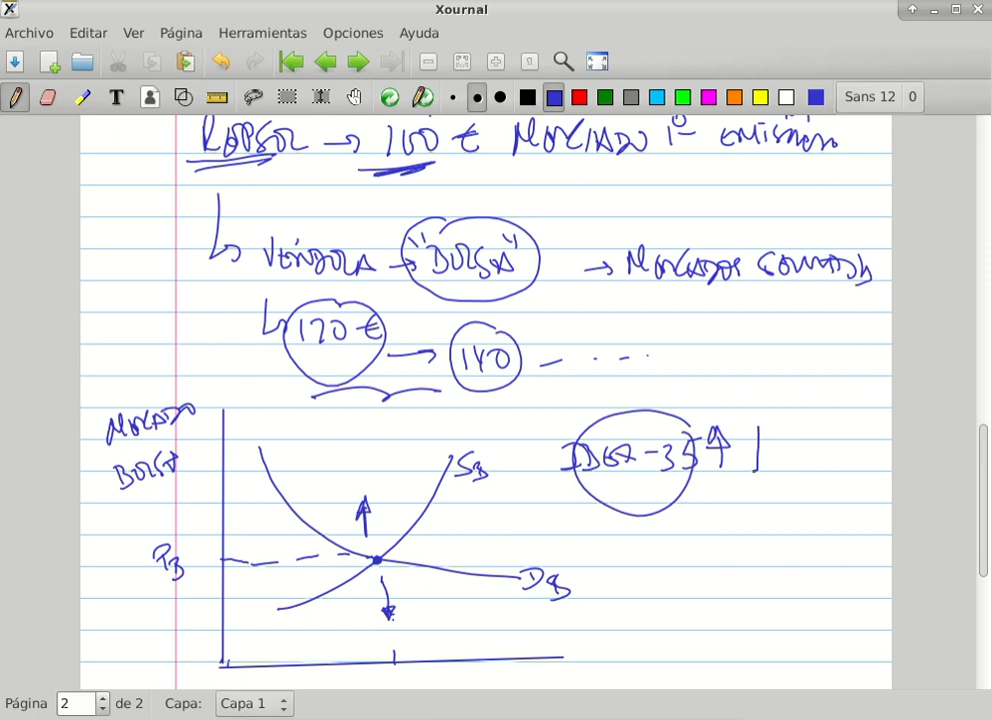 Xournal
Archivo Editar Ver Página Herramientas Opciones Ayuda
Sans 12 0
REPSOL → 100 € MERCADO 1º emisión
VENDERLA → "BOLSA" → MERCADOS
120 € → 140 - - - -
MERCADO
BOLSA
IBEX-35 ↑
SB
PB
DB
Página 2 de 2 Capa: Capa 1